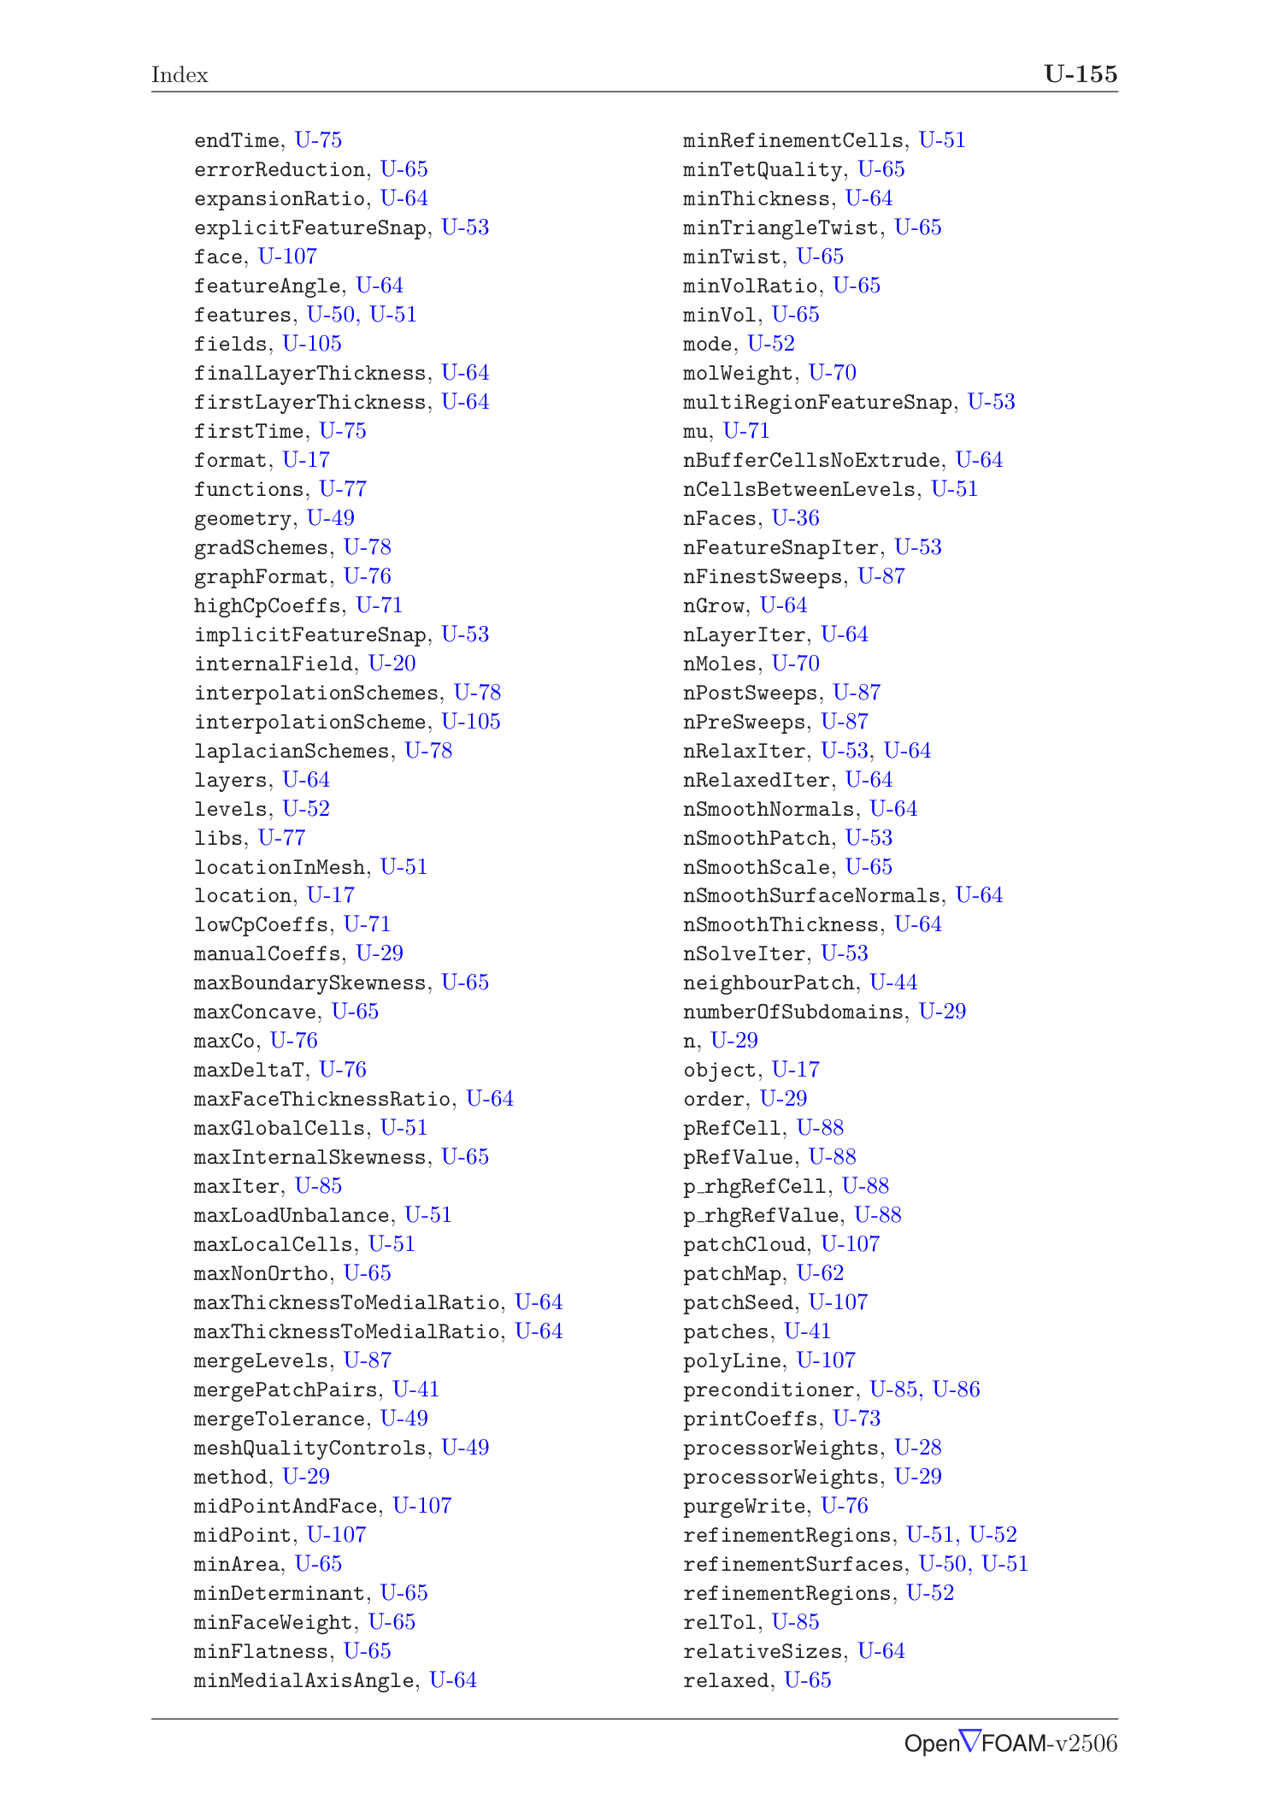 Index
U-155
endTime, U-75
errorReduction, U-65
expansionRatio, U-64
explicitFeatureSnap, U-53
face, U-107
featureAngle, U-64
features, U-50, U-51
fields, U-105
finalLayerThickness, U-64
firstLayerThickness, U-64
firstTime, U-75
format, U-17
functions, U-77
geometry, U-49
gradSchemes, U-78
graphFormat, U-76
highCpCoeffs, U-71
implicitFeatureSnap, U-53
internalField, U-20
interpolationSchemes, U-78
interpolationScheme, U-105
laplacianSchemes, U-78
layers, U-64
levels, U-52
libs, U-77
locationInMesh, U-51
location, U-17
lowCpCoeffs, U-71
manualCoeffs, U-29
maxBoundarySkewness, U-65
maxConcave, U-65
maxCo, U-76
maxDeltaT, U-76
maxFaceThicknessRatio, U-64
maxGlobalCells, U-51
maxInternalSkewness, U-65
maxIter, U-85
maxLoadUnbalance, U-51
maxLocalCells, U-51
maxNonOrtho, U-65
maxThicknessToMedialRatio, U-64
maxThicknessToMedialRatio, U-64
mergeLevels, U-87
mergePatchPairs, U-41
mergeTolerance, U-49
meshQualityControls, U-49
method, U-29
midPointAndFace, U-107
midPoint, U-107
minArea, U-65
minDeterminant, U-65
minFaceWeight, U-65
minFlatness, U-65
minMedialAxisAngle, U-64
minRefinementCells, U-51
minTetQuality, U-65
minThickness, U-64
minTriangleTwist, U-65
minTwist, U-65
minVolRatio, U-65
minVol, U-65
mode, U-52
molWeight, U-70
multiRegionFeatureSnap, U-53
mu, U-71
nBufferCellsNoExtrude, U-64
nCellsBetweenLevels, U-51
nFaces, U-36
nFeatureSnapIter, U-53
nFinestSweeps, U-87
nGrow, U-64
nLayerIter, U-64
nMoles, U-70
nPostSweeps, U-87
nPreSweeps, U-87
nRelaxIter, U-53, U-64
nRelaxedIter, U-64
nSmoothNormals, U-64
nSmoothPatch, U-53
nSmoothScale, U-65
nSmoothSurfaceNormals, U-64
nSmoothThickness, U-64
nSolveIter, U-53
neighbourPatch, U-44
numberOfSubdomains, U-29
n, U-29
object, U-17
order, U-29
pRefCell, U-88
pRefValue, U-88
p_rhgRefCell, U-88
p_rhgRefValue, U-88
patchCloud, U-107
patchMap, U-62
patchSeed, U-107
patches, U-41
polyLine, U-107
preconditioner, U-85, U-86
printCoeffs, U-73
processorWeights, U-28
processorWeights, U-29
purgeWrite, U-76
refinementRegions, U-51, U-52
refinementSurfaces, U-50, U-51
refinementRegions, U-52
relTol, U-85
relativeSizes, U-64
relaxed, U-65
Open▽FOAM-v2506